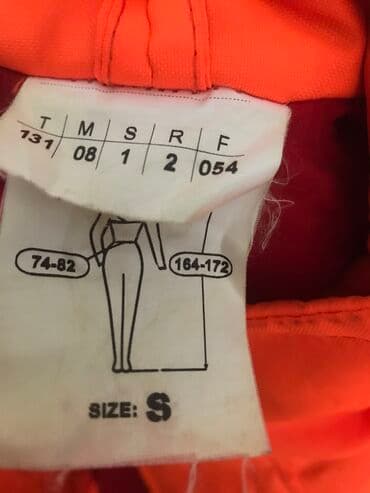 T M S R F
131 08 1 2 054
74-82 164-172
SIZE: S